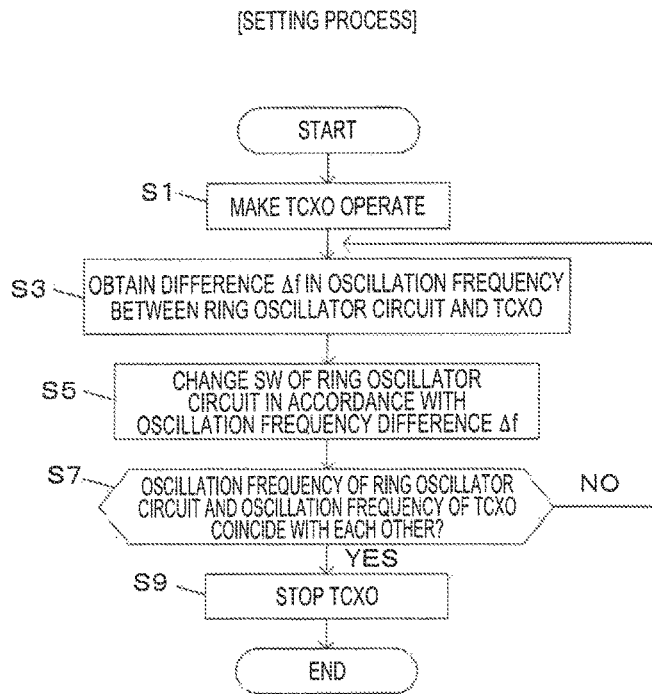 [SETTING PROCESS]
START
S1
MAKE TCXO OPERATE
S3
OBTAIN DIFFERENCE Δf IN OSCILLATION FREQUENCY
BETWEEN RING OSCILLATOR CIRCUIT AND TCXO
S5
CHANGE SW OF RING OSCILLATOR
CIRCUIT IN ACCORDANCE WITH
OSCILLATION FREQUENCY DIFFERENCE Δf
S7
OSCILLATION FREQUENCY OF RING OSCILLATOR
CIRCUIT AND OSCILLATION FREQUENCY OF TCXO
COINCIDE WITH EACH OTHER?
NO
YES
S9
STOP TCXO
END